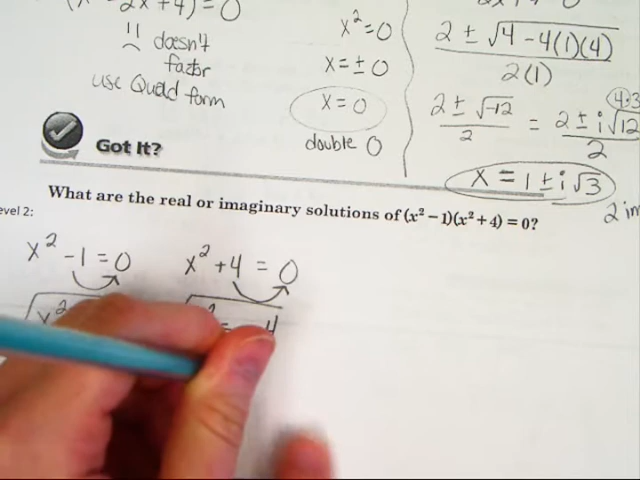 -2x+4)=0
doesn't
factor
use Quad form
x²=0
x=±0
x=0
double 0
2 ± √4-4(1)(4)
2(1)
4·3
2 ± √-12 = 2 ± i√12
2 2
x = 1 ± i√3
2 im
Got It?
What are the real or imaginary solutions of (x² − 1)(x² + 4) = 0?
evel 2:
x² -1 = 0
x² + 4 = 0